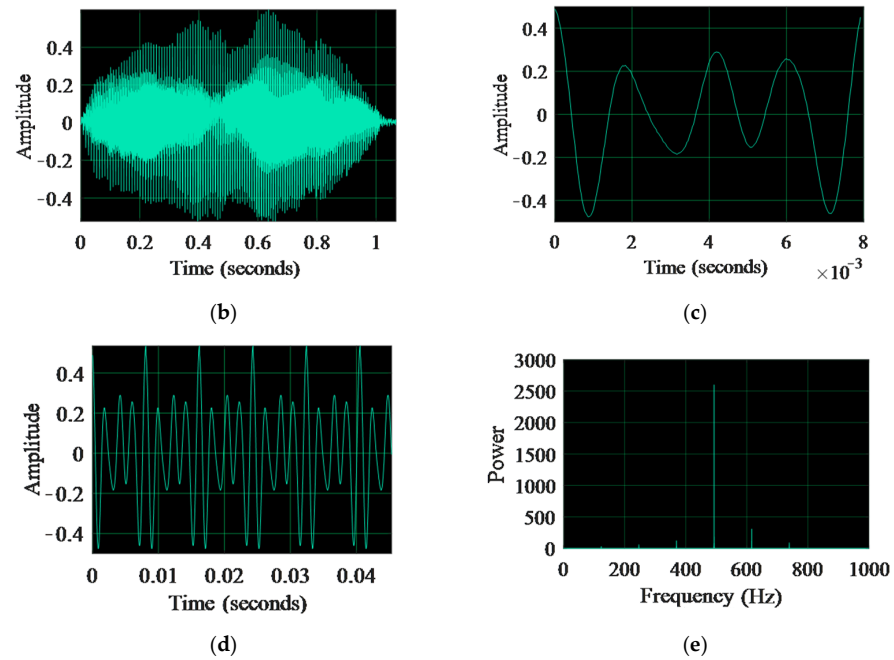 Amplitude
0.4
0.2
0
−0.2
−0.4
0 0.2 0.4 0.6 0.8 1
Time (seconds)
(b)
Amplitude
0.4
0.2
0
−0.2
−0.4
0 2 4 6 8
Time (seconds) ×10⁻³
(c)
Amplitude
0.4
0.2
0
−0.2
−0.4
0 0.01 0.02 0.03 0.04
Time (seconds)
(d)
Power
3000
2500
2000
1500
1000
500
0
0 200 400 600 800 1000
Frequency (Hz)
(e)